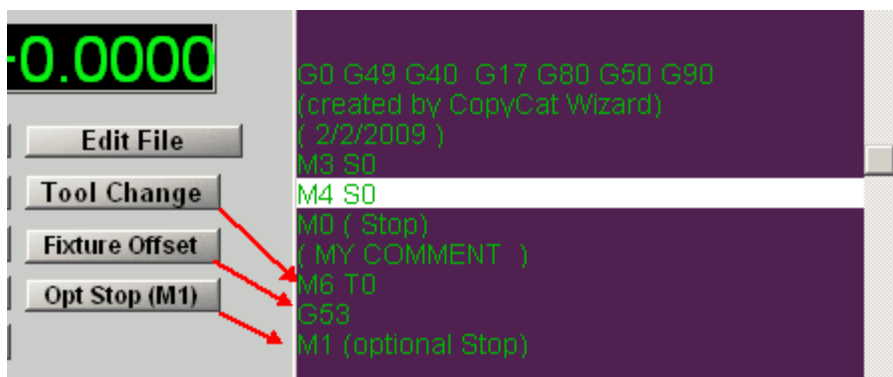 -0.0000
Edit File
Tool Change
Fixture Offset
Opt Stop (M1)
G0 G49 G40 G17 G80 G50 G90
(created by CopyCat Wizard)
( 2/2/2009 )
M3 S0
M4 S0
M0 ( Stop)
( MY COMMENT )
M6 T0
G53
M1 (optional Stop)